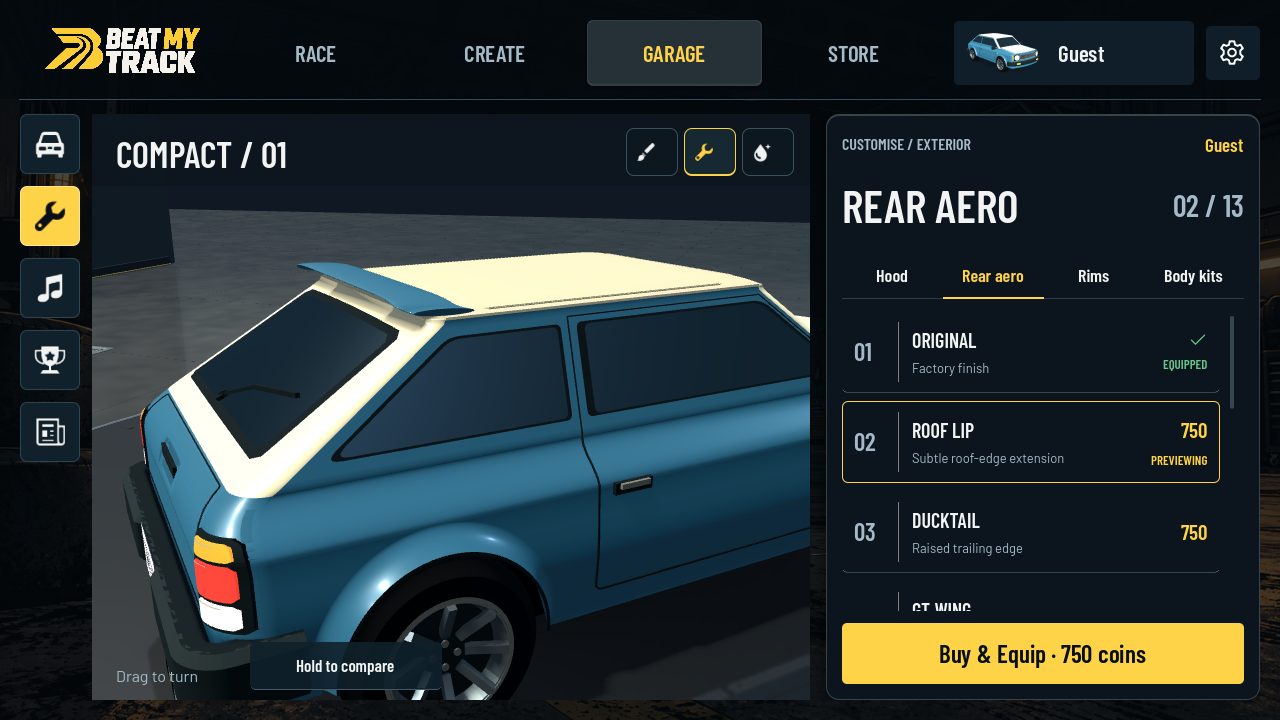 BEAT MY
TRACK
RACE
CREATE
GARAGE
STORE
Guest
COMPACT / 01
Drag to turn
Hold to compare
CUSTOMISE / EXTERIOR
Guest
REAR AERO
02 / 13
Hood
Rear aero
Rims
Body kits
01
ORIGINAL
Factory finish
EQUIPPED
02
ROOF LIP
Subtle roof-edge extension
750
PREVIEWING
03
DUCKTAIL
Raised trailing edge
750
GT WING
Buy & Equip · 750 coins